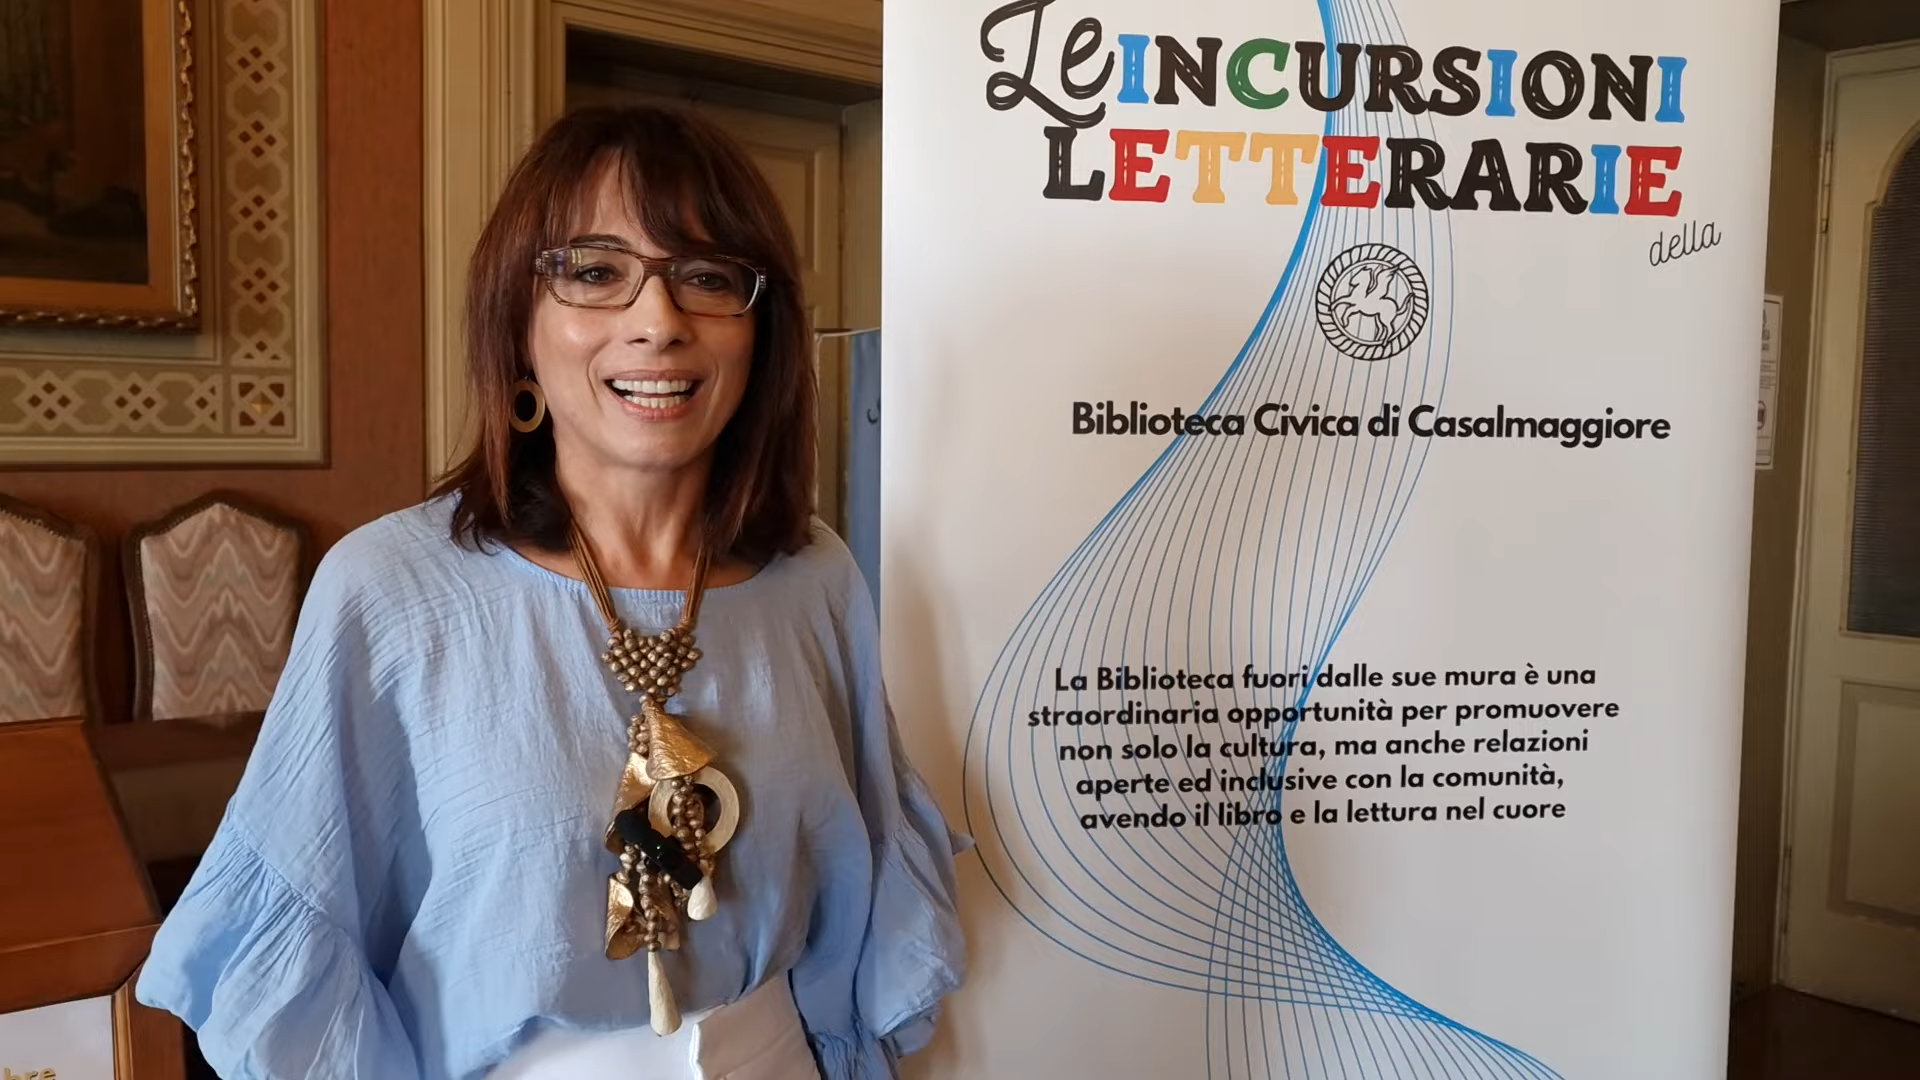 Le INCURSIONI
LETTERARIE
della
Biblioteca Civica di Casalmaggiore
La Biblioteca fuori dalle sue mura è una
straordinaria opportunità per promuovere
non solo la cultura, ma anche relazioni
aperte ed inclusive con la comunità,
avendo il libro e la lettura nel cuore